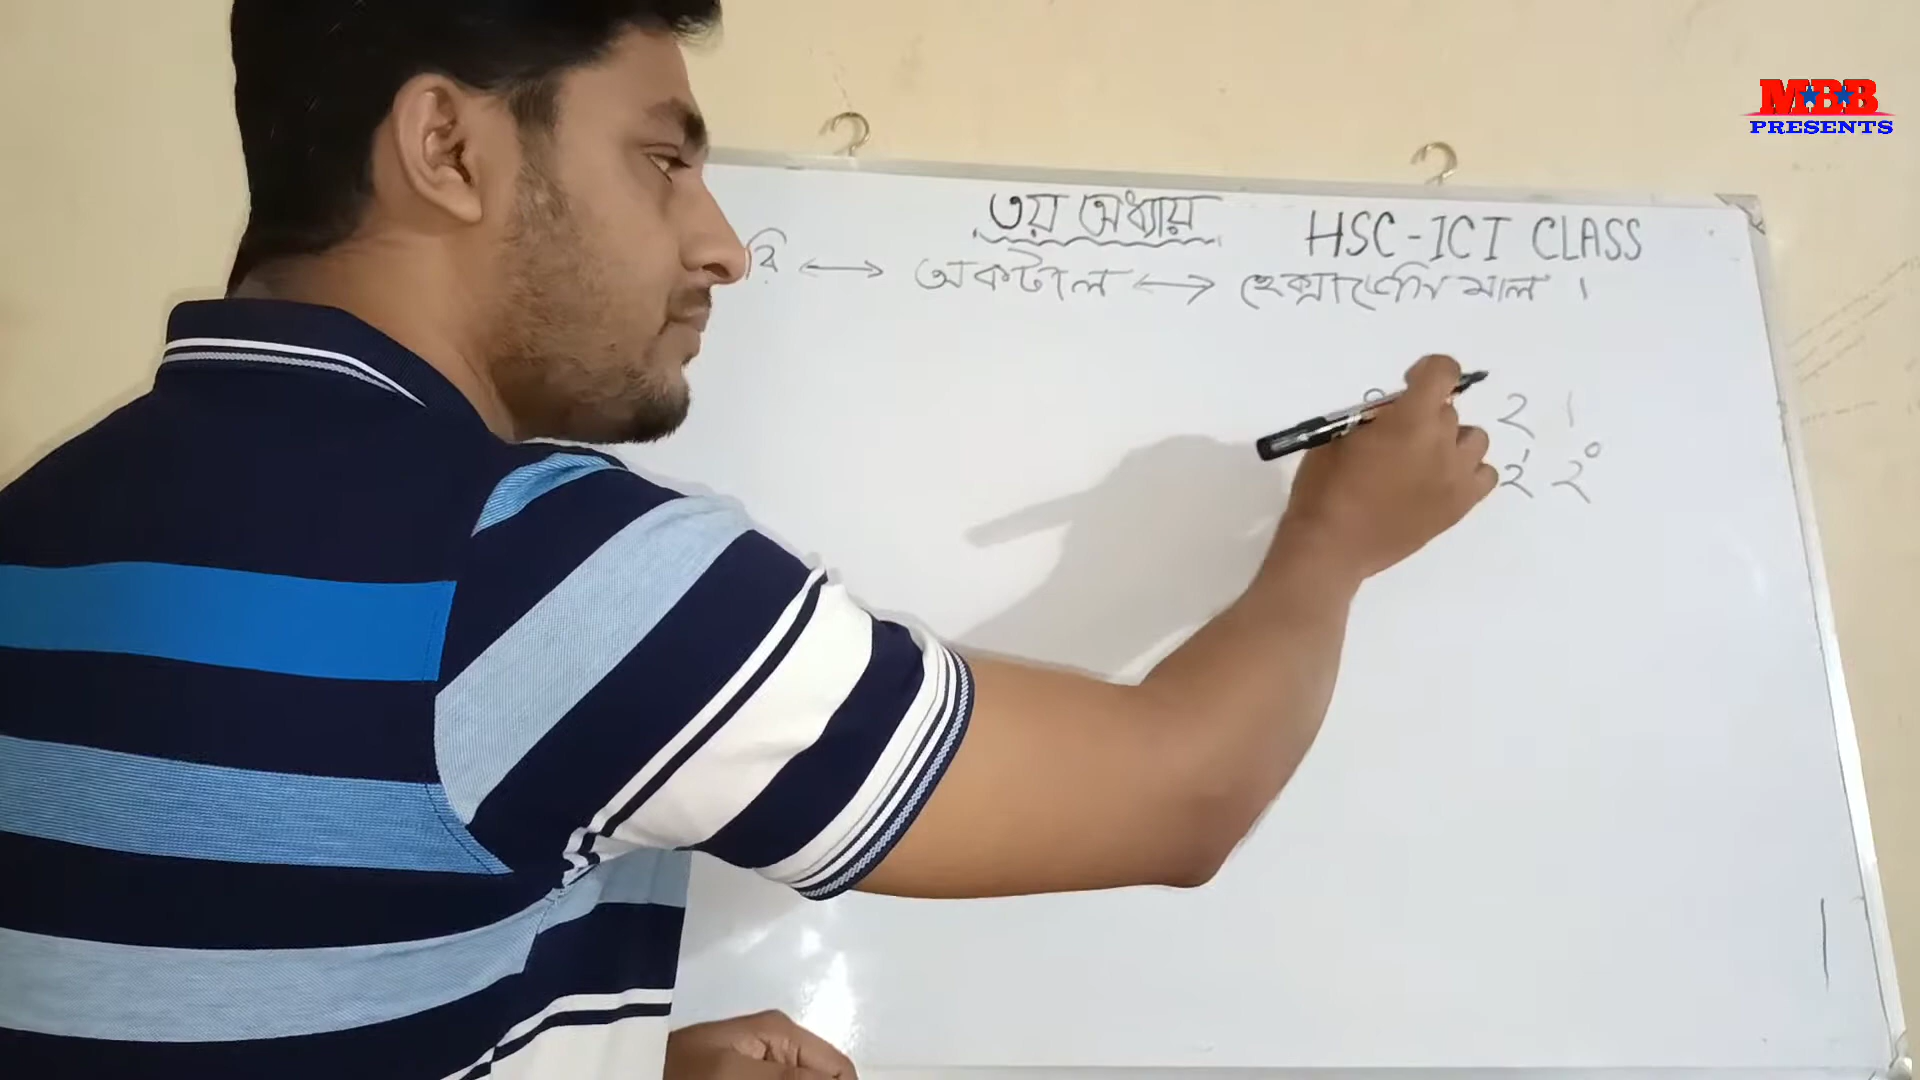 MBB
PRESENTS
৩য় অধ্যায় HSC-ICT CLASS
রি ↔ অকটাল ↔ হেক্সাডেসিমাল ।
২ ১
২¹ ২⁰